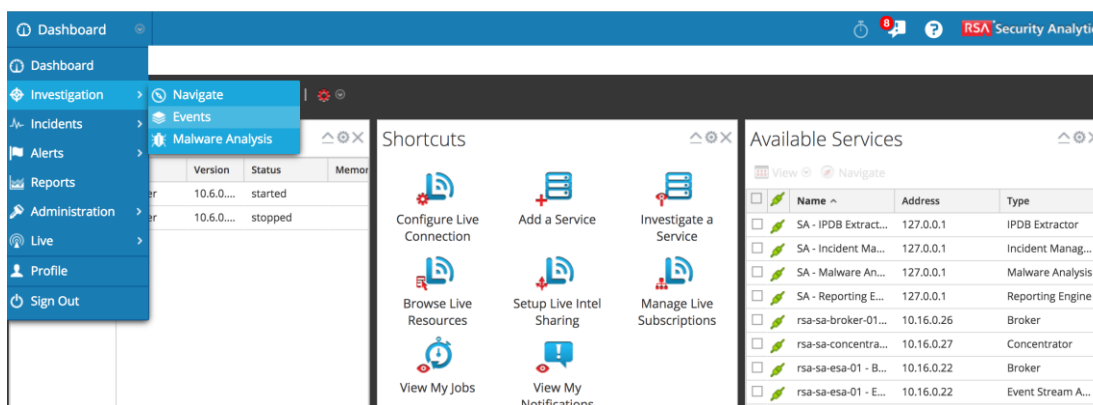 Dashboard
8
?
RSA Security Analyti
Dashboard
Investigation
Incidents
Alerts
Reports
Administration
Live
Profile
Sign Out
Navigate
Events
Malware Analysis
Version Status Memor
er 10.6.0.... started
er 10.6.0.... stopped
Shortcuts
Configure Live
Connection
Add a Service
Investigate a
Service
Browse Live
Resources
Setup Live Intel
Sharing
Manage Live
Subscriptions
View My Jobs
View My
Notifications
Available Services
View Navigate
Name Address Type
SA - IPDB Extract... 127.0.0.1 IPDB Extractor
SA - Incident Ma... 127.0.0.1 Incident Manag...
SA - Malware An... 127.0.0.1 Malware Analysis
SA - Reporting E... 127.0.0.1 Reporting Engine
rsa-sa-broker-01... 10.16.0.26 Broker
rsa-sa-concentra... 10.16.0.27 Concentrator
rsa-sa-esa-01 - B... 10.16.0.22 Broker
rsa-sa-esa-01 - E... 10.16.0.22 Event Stream A...